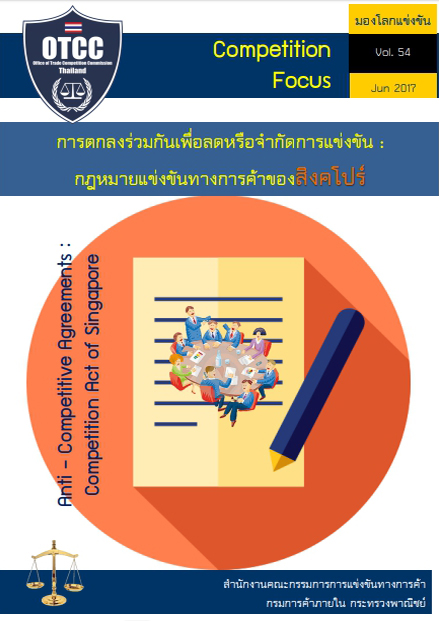 OTCC
Office of Trade Competition Commission
Thailand
Competition
Focus
มองโลกแข่งขัน
Vol. 54
Jun 2017
การตกลงร่วมกันเพื่อลดหรือจำกัดการแข่งขัน :
กฎหมายแข่งขันทางการค้าของสิงคโปร์
Anti - Competitive Agreements :
Competition Act of Singapore
สำนักงานคณะกรรมการการแข่งขันทางการค้า
กรมการค้าภายใน กระทรวงพาณิชย์